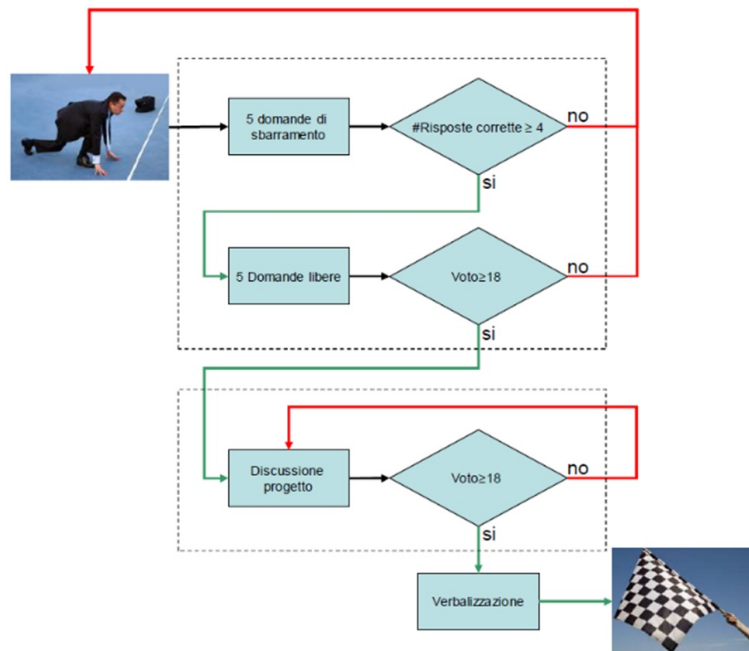 5 domande di
sbarramento
#Risposte corrette ≥ 4
no
si
5 Domande libere
Voto≥18
no
si
Discussione
progetto
Voto≥18
no
si
Verbalizzazione